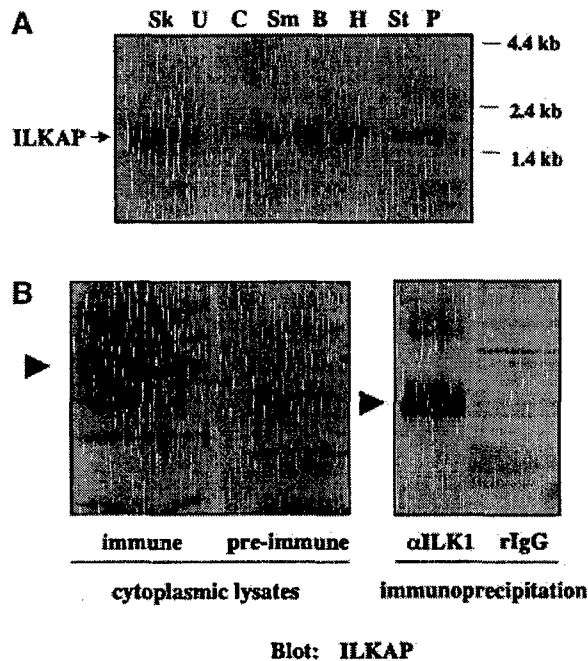 A
Sk U C Sm B H St P
4.4 kb
2.4 kb
ILKAP
1.4 kb
B
immune pre-immune αILK1 rIgG
cytoplasmic lysates immunoprecipitation
Blot: ILKAP